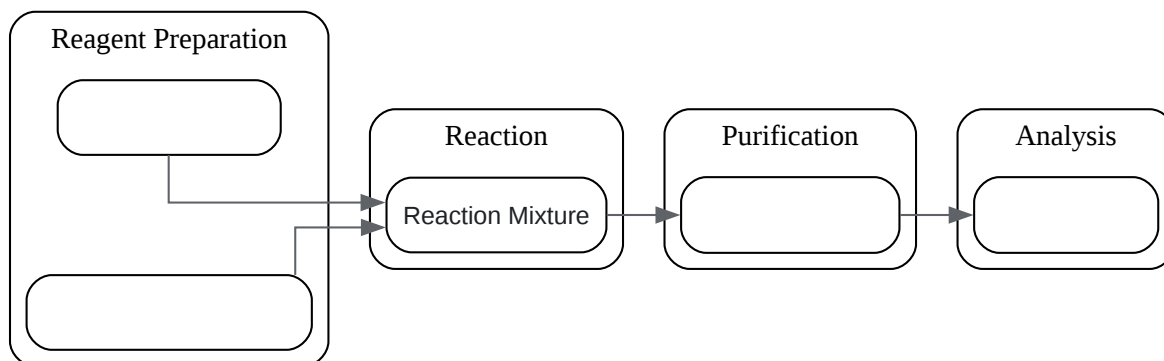 Reagent Preparation
Reaction
Reaction Mixture
Purification
Analysis